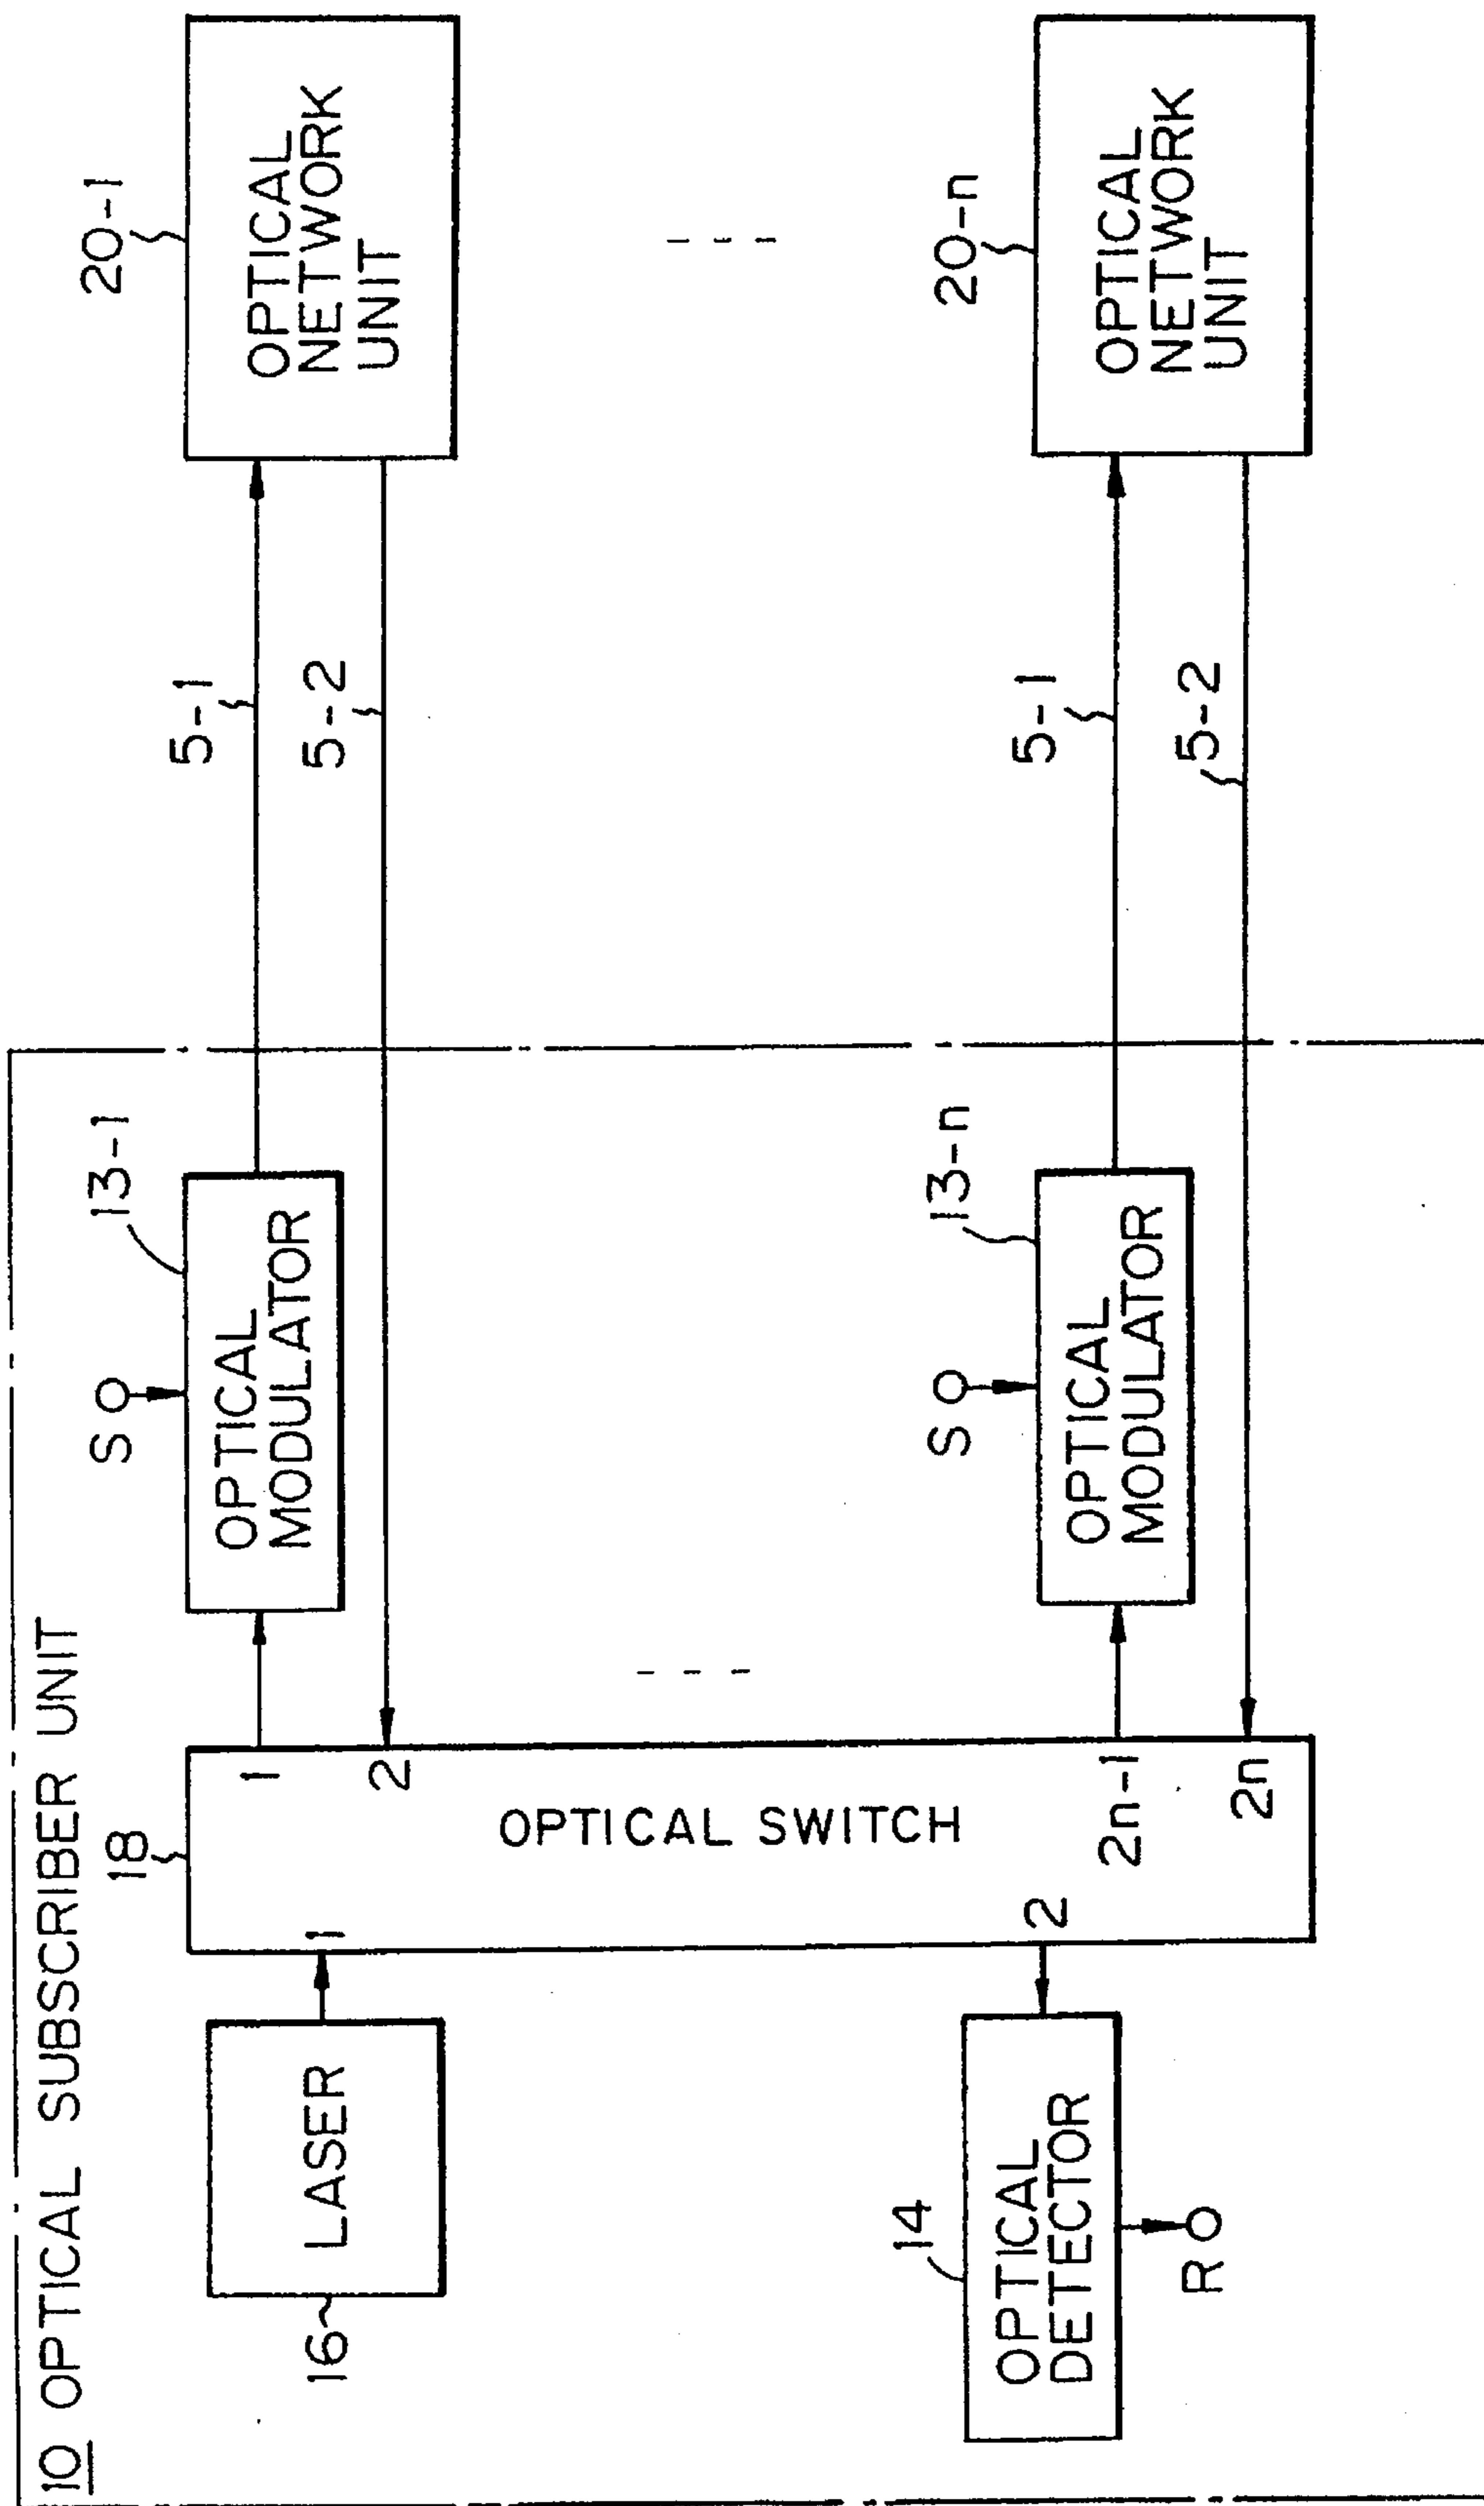 10 OPTICAL SUBSCRIBER UNIT
16
LASER
14
OPTICAL
DETECTOR
R
18
OPTICAL SWITCH
1
2
1
2
2n-1
2n
S
13-1
OPTICAL
MODULATOR
S
13-n
OPTICAL
MODULATOR
5-1
5-2
5-1
5-2
20-1
OPTICAL
NETWORK
UNIT
20-n
OPTICAL
NETWORK
UNIT